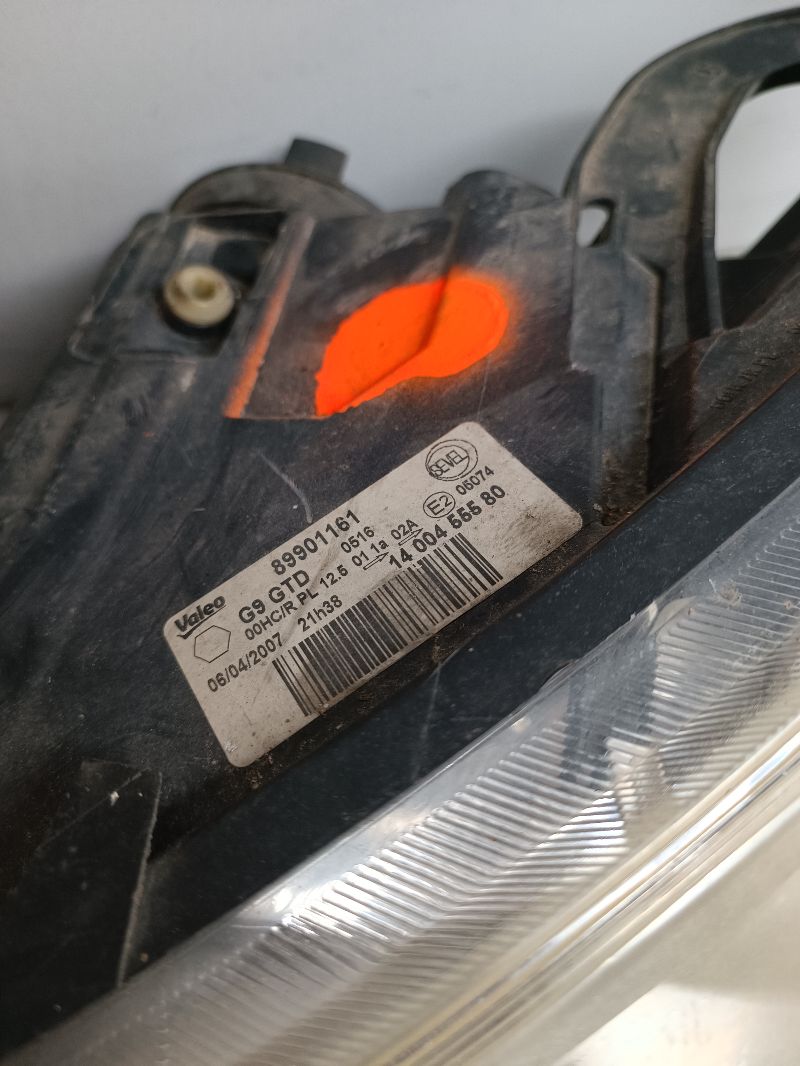 SEVEL
Valeo
89901161
G9 GTD 0516 E2 05074
00HC/R PL 12.5 01 1a 02A
06/04/2007 21h38 14 004 555 80